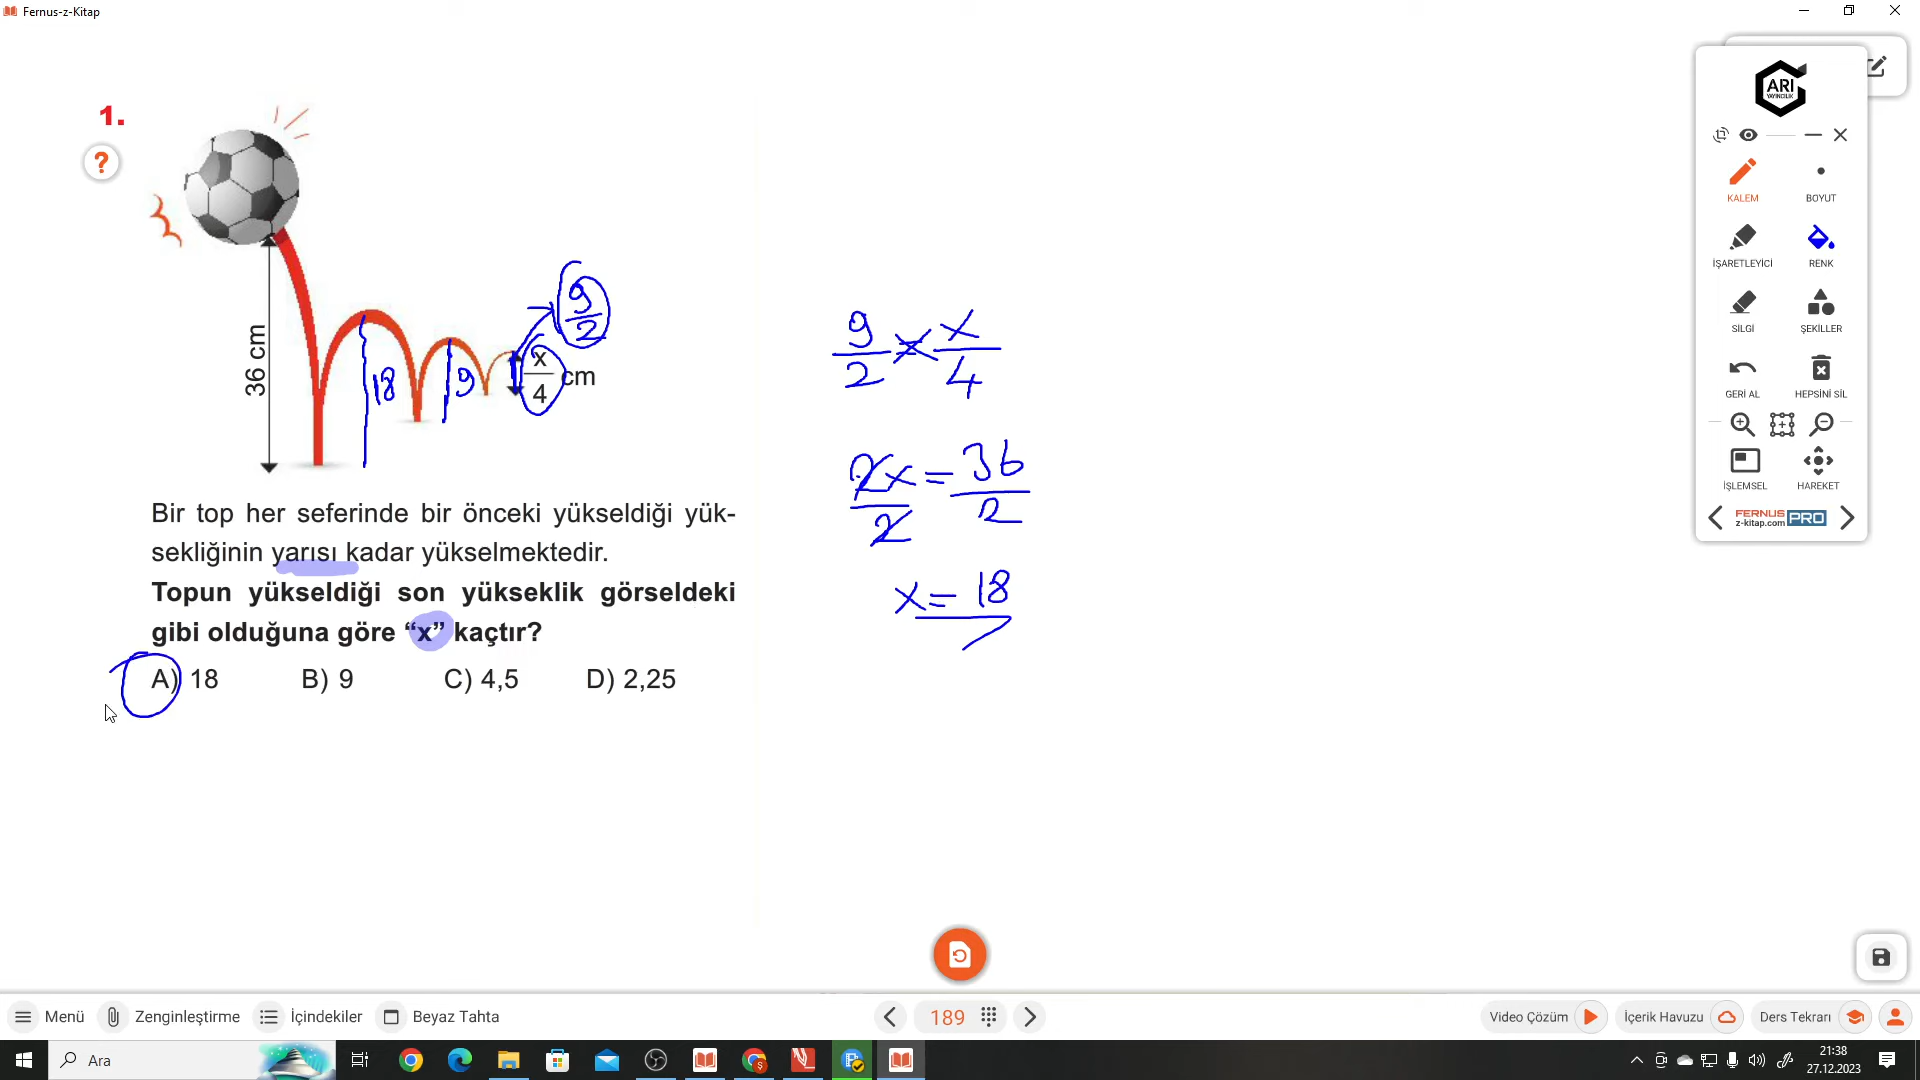 Fernus-z-Kitap
1.
?
36 cm
18
9
9
2
x
4
cm
9
2
=
x
4
2x = 36
2 2
x = 18
Bir top her seferinde bir önceki yükseldiği yük-
sekliğinin yarısı kadar yükselmektedir.
Topun yükseldiği son yükseklik görseldeki
gibi olduğuna göre “x” kaçtır?
A) 18 B) 9 C) 4,5 D) 2,25
ARI
YAYINCILIK
KALEM BOYUT
İŞARETLEYİCİ RENK
SİLGİ ŞEKİLLER
GERİ AL HEPSİNİ SİL
İŞLEMSEL HAREKET
FERNUS
z-kitap.com PRO
Menü Zenginleştirme İçindekiler Beyaz Tahta 189 Video Çözüm İçerik Havuzu Ders Tekrarı
Ara
21:38
27.12.2023